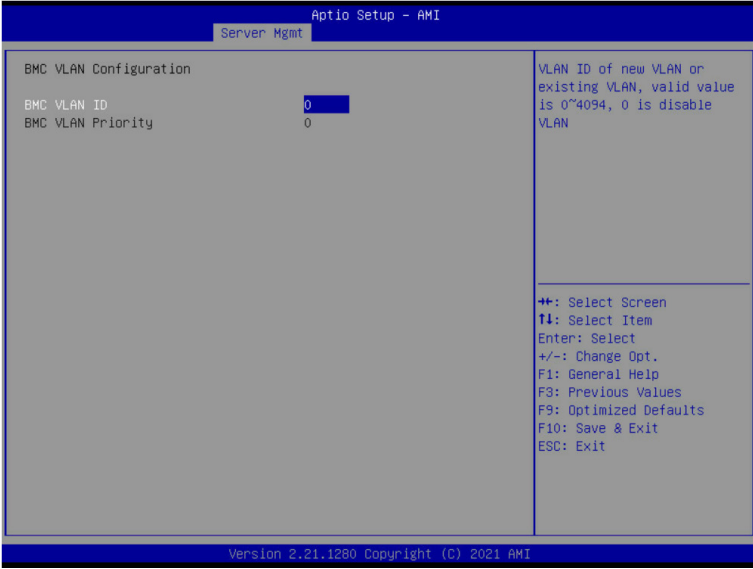 Aptio Setup - AMI
Server Mgmt
BMC VLAN Configuration
BMC VLAN ID 0
BMC VLAN Priority 0
VLAN ID of new VLAN or
existing VLAN, valid value
is 0~4094, 0 is disable
VLAN
→←: Select Screen
↑↓: Select Item
Enter: Select
+/-: Change Opt.
F1: General Help
F3: Previous Values
F9: Optimized Defaults
F10: Save & Exit
ESC: Exit
Version 2.21.1280 Copyright (C) 2021 AMI